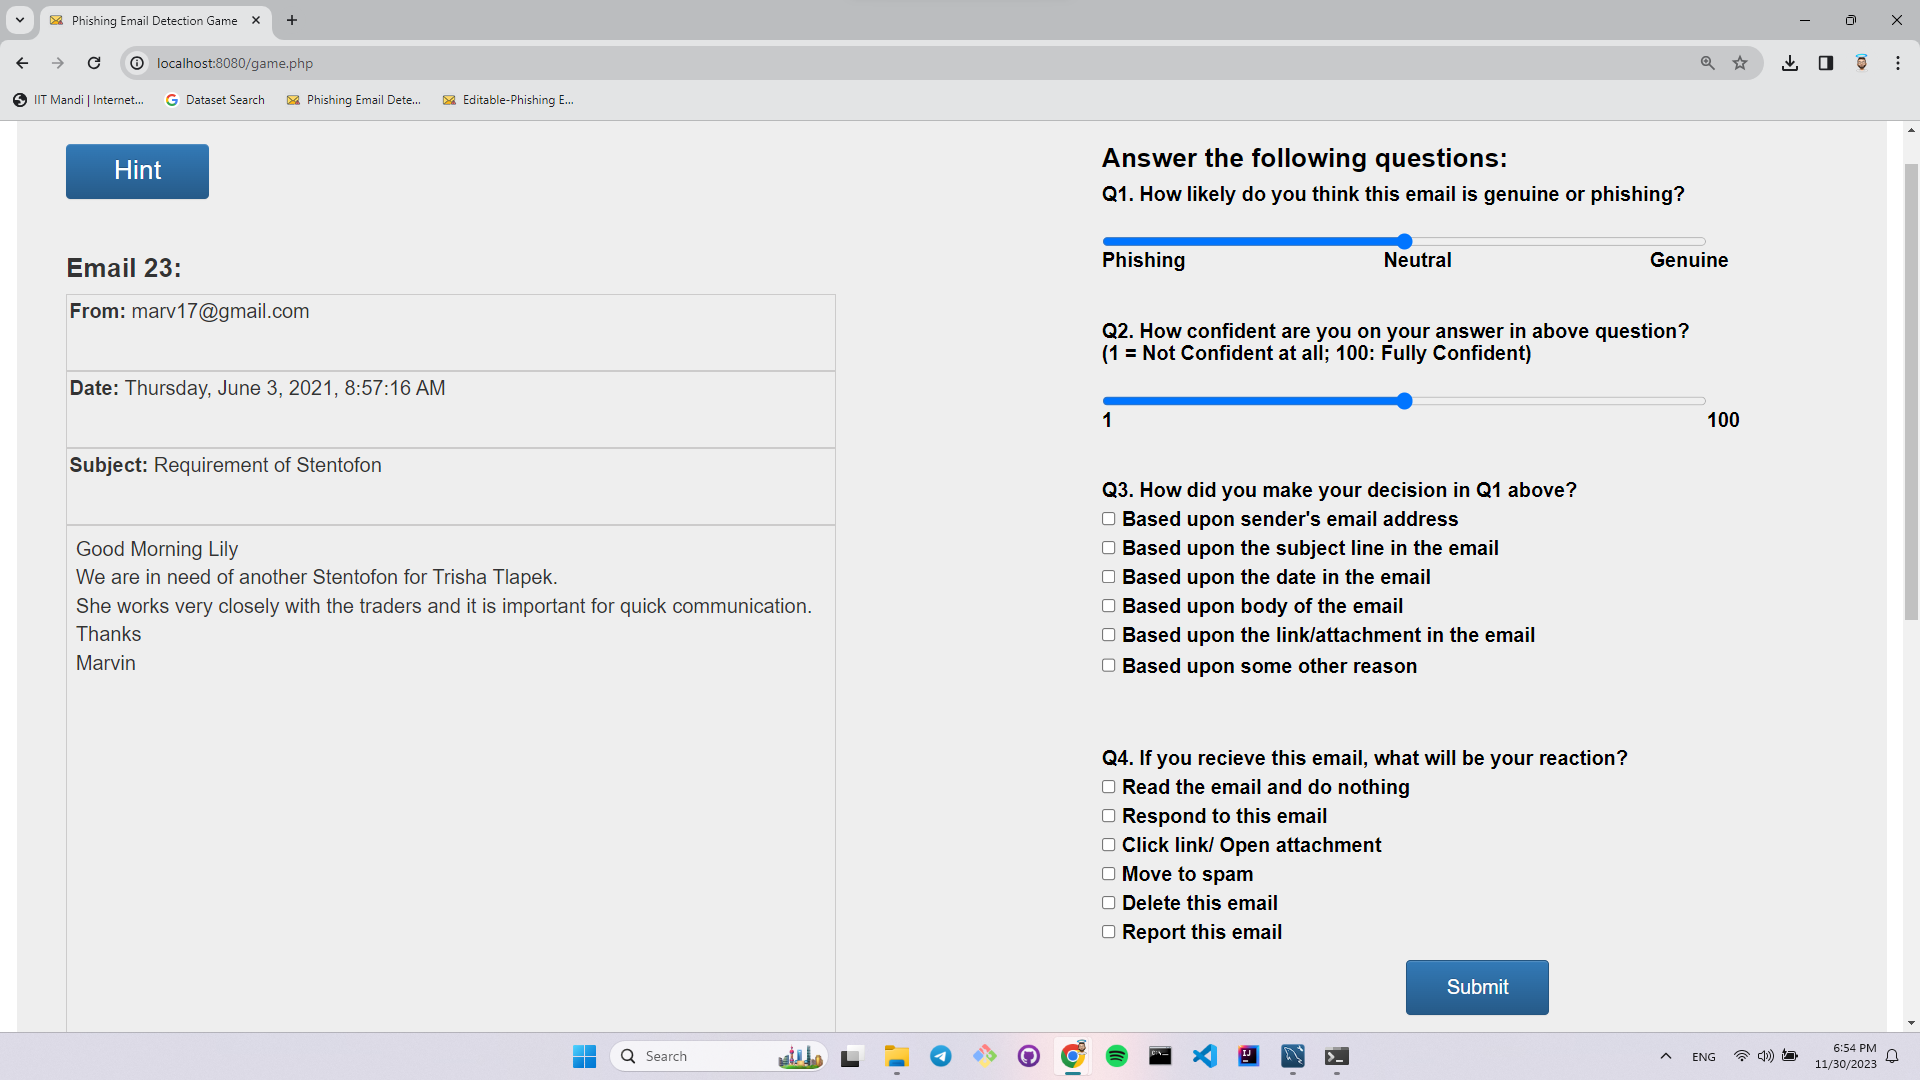 Phishing Email Detection Game
localhost:8080/game.php
IIT Mandi | Internet...
Dataset Search
Phishing Email Dete...
Editable-Phishing E...
Hint
Email 23:
From: marv17@gmail.com
Date: Thursday, June 3, 2021, 8:57:16 AM
Subject: Requirement of Stentofon
Good Morning Lily
We are in need of another Stentofon for Trisha Tlapek.
She works very closely with the traders and it is important for quick communication.
Thanks
Marvin
Answer the following questions:
Q1. How likely do you think this email is genuine or phishing?
Phishing Neutral Genuine
Q2. How confident are you on your answer in above question?
(1 = Not Confident at all; 100: Fully Confident)
1 100
Q3. How did you make your decision in Q1 above?
Based upon sender's email address
Based upon the subject line in the email
Based upon the date in the email
Based upon body of the email
Based upon the link/attachment in the email
Based upon some other reason
Q4. If you recieve this email, what will be your reaction?
Read the email and do nothing
Respond to this email
Click link/ Open attachment
Move to spam
Delete this email
Report this email
Submit
Search
ENG
6:54 PM
11/30/2023